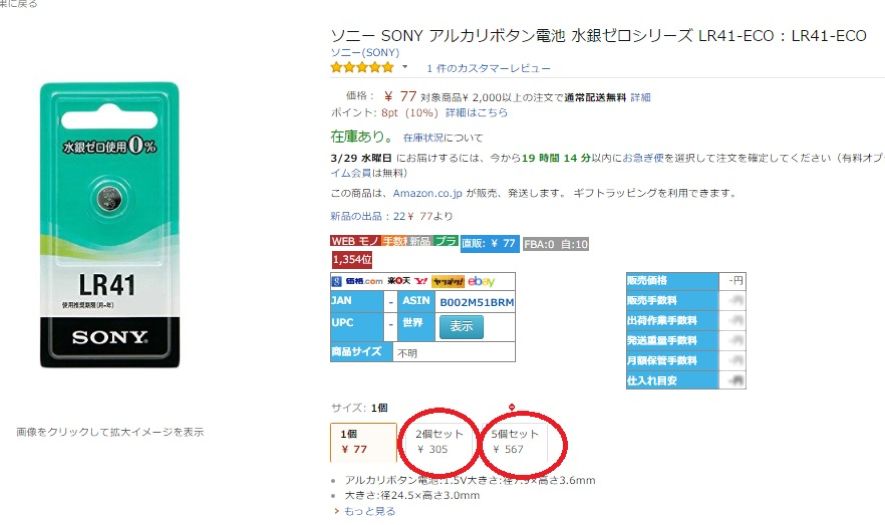 果に戻る
ソニー SONY アルカリボタン電池 水銀ゼロシリーズ LR41-ECO : LR41-ECO
ソニー(SONY)
1 件のカスタマーレビュー
価格: ￥ 77 対象商品￥ 2,000以上の注文で通常配送無料 詳細
ポイント: 8pt (10%) 詳細はこちら
在庫あり。 在庫状況について
3/29 水曜日 にお届けするには、今から19 時間 14 分以内にお急ぎ便を選択して注文を確定してください（有料オプ
イム会員は無料）
この商品は、Amazon.co.jp が販売、発送します。 ギフトラッピングを利用できます。
新品の出品：22￥ 77より
WEB モノ 手数料 新品 プラ 直販: ￥ 77 FBA:0 自:10
1,354位
価格.com 楽天 Y! ヤフオク! ebay
JAN - ASIN B002M51BRM
UPC - 世界 表示
商品サイズ 不明
販売価格 -円
販売手数料 -円
出荷作業手数料 -円
発送重量手数料 -円
月額保管手数料 -円
仕入れ目安 -円
水銀ゼロ使用0%
LR41
使用推奨期限(月-年)
SONY
画像をクリックして拡大イメージを表示
サイズ: 1個
1個 2個セット 5個セット
￥ 77 ￥ 305 ￥ 567
アルカリボタン電池:1.5V大きさ:径7.9×高さ3.6mm
大きさ:径24.5×高さ3.0mm
もっと見る